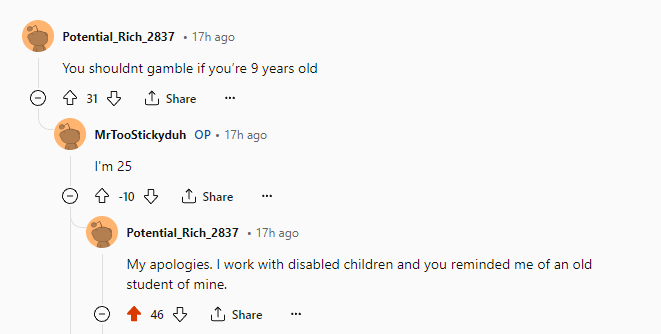 Potential_Rich_2837 • 17h ago
You shouldnt gamble if you’re 9 years old
31 Share ...
MrTooStickyduh OP • 17h ago
I'm 25
-10 Share ...
Potential_Rich_2837 • 17h ago
My apologies. I work with disabled children and you reminded me of an old
student of mine.
46 Share ...